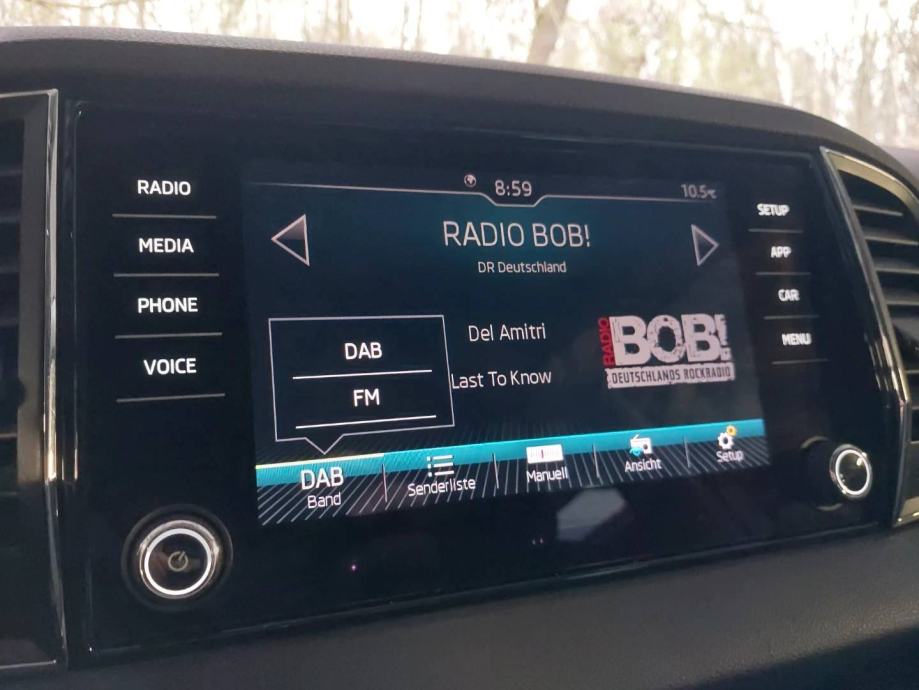 RADIO
MEDIA
PHONE
VOICE
8:59
10.5°C
RADIO BOB!
DR Deutschland
Del Amitri
Last To Know
RADIO
BOB!
DEUTSCHLANDS ROCKRADIO
DAB
FM
DAB
Band
Senderliste
Manuell
Ansicht
Setup
SETUP
APP
CAR
MENU